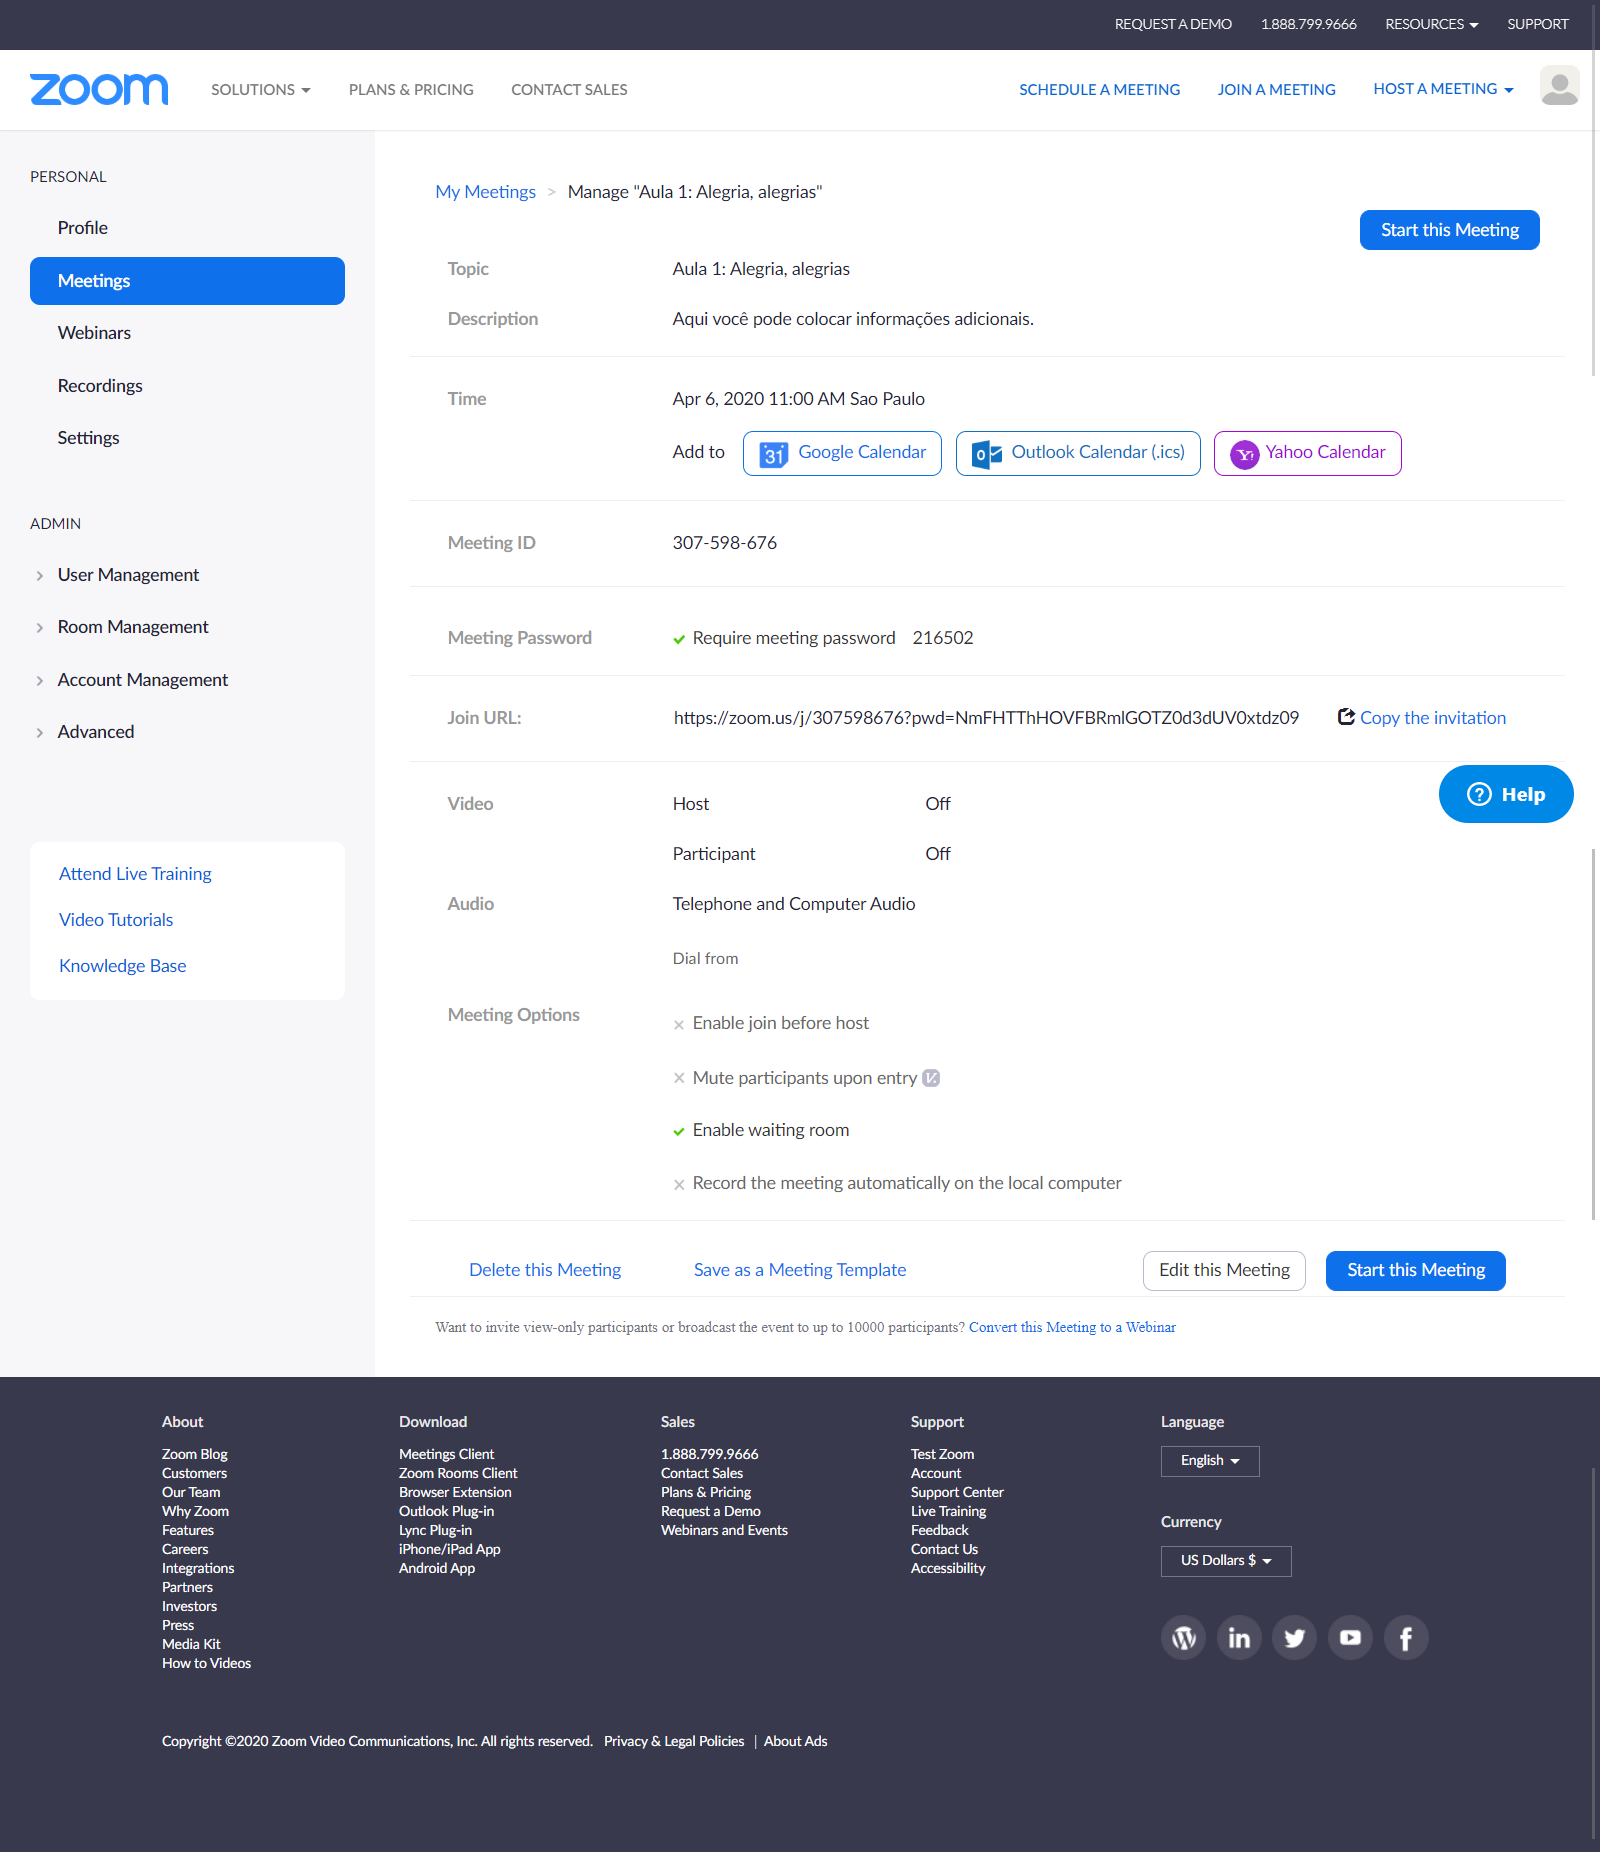 REQUEST A DEMO 1.888.799.9666 RESOURCES SUPPORT
zoom SOLUTIONS PLANS & PRICING CONTACT SALES SCHEDULE A MEETING JOIN A MEETING HOST A MEETING
PERSONAL
Profile
Meetings
Webinars
Recordings
Settings
ADMIN
User Management
Room Management
Account Management
Advanced
Attend Live Training
Video Tutorials
Knowledge Base
My Meetings > Manage "Aula 1: Alegria, alegrias"
Start this Meeting
Topic Aula 1: Alegria, alegrias
Description Aqui você pode colocar informações adicionais.
Time Apr 6, 2020 11:00 AM Sao Paulo
Add to 31 Google Calendar Outlook Calendar (.ics) Yahoo Calendar
Meeting ID 307-598-676
Meeting Password Require meeting password 216502
Join URL: https://zoom.us/j/307598676?pwd=NmFHTThHOVFBRmlGOTZ0d3dUV0xtdz09 Copy the invitation
Help
Video Host Off
Participant Off
Audio Telephone and Computer Audio
Dial from
Meeting Options
Enable join before host
Mute participants upon entry
Enable waiting room
Record the meeting automatically on the local computer
Delete this Meeting Save as a Meeting Template Edit this Meeting Start this Meeting
Want to invite view-only participants or broadcast the event to up to 10000 participants? Convert this Meeting to a Webinar
About
Zoom Blog
Customers
Our Team
Why Zoom
Features
Careers
Integrations
Partners
Investors
Press
Media Kit
How to Videos
Download
Meetings Client
Zoom Rooms Client
Browser Extension
Outlook Plug-in
Lync Plug-in
iPhone/iPad App
Android App
Sales
1.888.799.9666
Contact Sales
Plans & Pricing
Request a Demo
Webinars and Events
Support
Test Zoom
Account
Support Center
Live Training
Feedback
Contact Us
Accessibility
Language
English
Currency
US Dollars $
Copyright ©2020 Zoom Video Communications, Inc. All rights reserved. Privacy & Legal Policies | About Ads